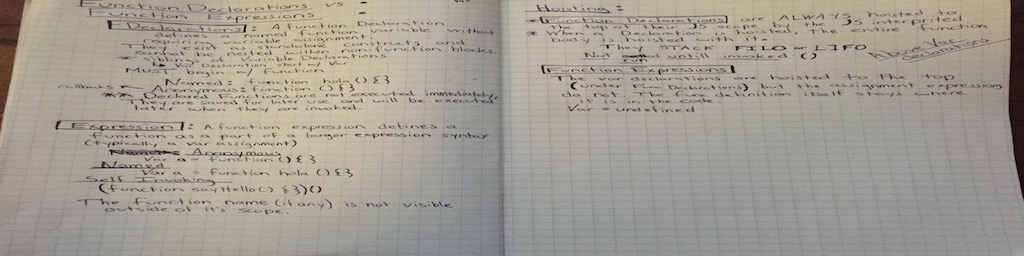 Function Declarations vs :
Function Expressions
Declarations : A Function Declaration
defines a named function variable without
requiring variable assignment.
They exist as standalone constructs and
cannot be nested within nonfunction blocks.
* siblings of Variable Declarations
Var Declaration start w/ Var
MUST begin w/ function
Named: function hola () {}
callbacks - Anonymous: function () {}
** Declared Functions are not executed immediately,
They are saved for later use and will be executed
later when they are invoked.
Expression : A function expression defines a
function as a part of a larger expression syntax
(typically a var assignment)
Anonymous
Var a = function () {}
Named
Var a = function hola () {}
Self Invoking
(function sayHello() {})()
The function name (if any) is not visible
outside of it's scope.
Hoisting :
* Function Declarations are ALWAYS hoisted to
the top of their JS scope by the JS interprited
* When a Declaration is hoisted, the entire function
body is hoisted with it.
They STACK FILO or LIFO
Above Var Declarations
Not run untill invoked ()
Function Expressions
The var declarations are hoisted to the top
(under Func Declarations) but the assignment expression
do not. The func definition itself stays where
it is in the code.
Var = undefined